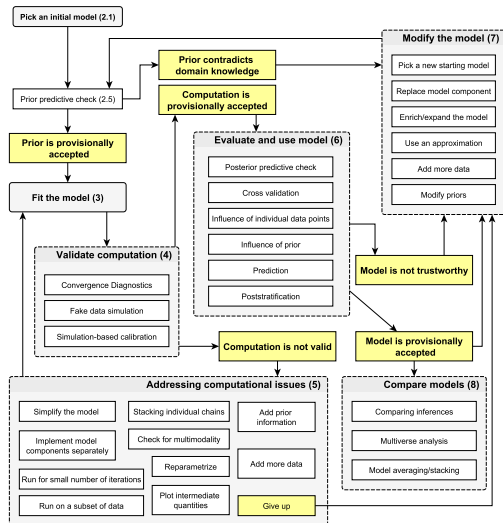 Pick an initial model (2.1)
Modify the model (7)
Prior contradicts
domain knowledge
Pick a new starting model
Prior predictive check (2.5)
Replace model component
Computation is
provisionally accepted
Enrich/expand the model
Prior is provisionally
accepted
Evaluate and use model (6)
Use an approximation
Posterior predictive check
Add more data
Fit the model (3)
Cross validation
Modify priors
Influence of individual data points
Validate computation (4)
Influence of prior
Convergence Diagnostics
Prediction
Model is not trustworthy
Fake data simulation
Poststratification
Simulation-based calibration
Computation is not valid
Model is provisionally
accepted
Addressing computational issues (5)
Compare models (8)
Simplify the model
Stacking individual chains
Add prior
information
Comparing inferences
Implement model
components separately
Check for multimodality
Multiverse analysis
Reparametrize
Add more data
Run for small number of iterations
Model averaging/stacking
Plot intermediate
quantities
Run on a subset of data
Give up